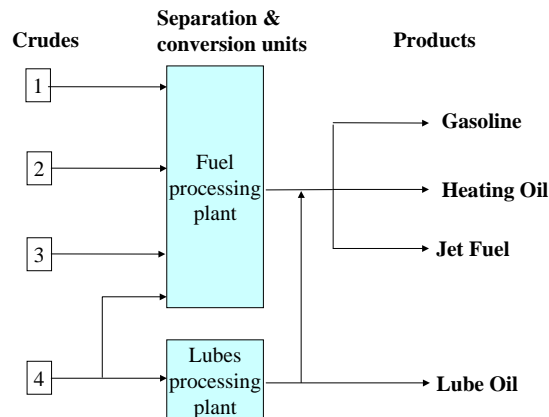 Crudes
Separation &
conversion units
Products
1
2
3
4
Fuel
processing
plant
Lubes
processing
plant
Gasoline
Heating Oil
Jet Fuel
Lube Oil